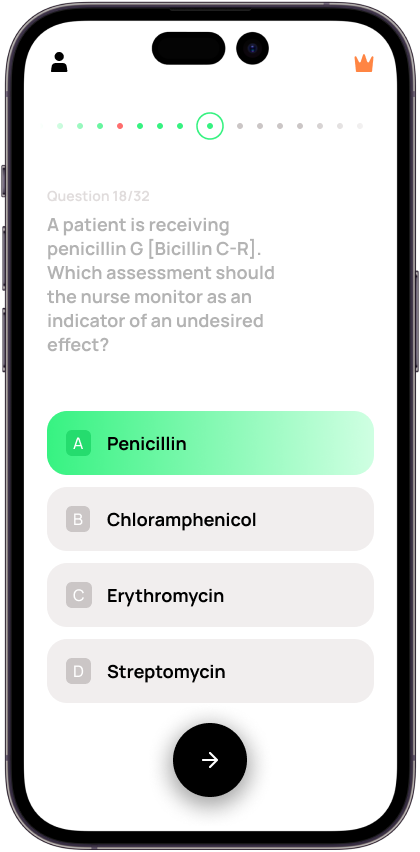 Question 18/32
A patient is receiving
penicillin G [Bicillin C-R].
Which assessment should
the nurse monitor as an
indicator of an undesired
effect?
A Penicillin
B Chloramphenicol
C Erythromycin
D Streptomycin